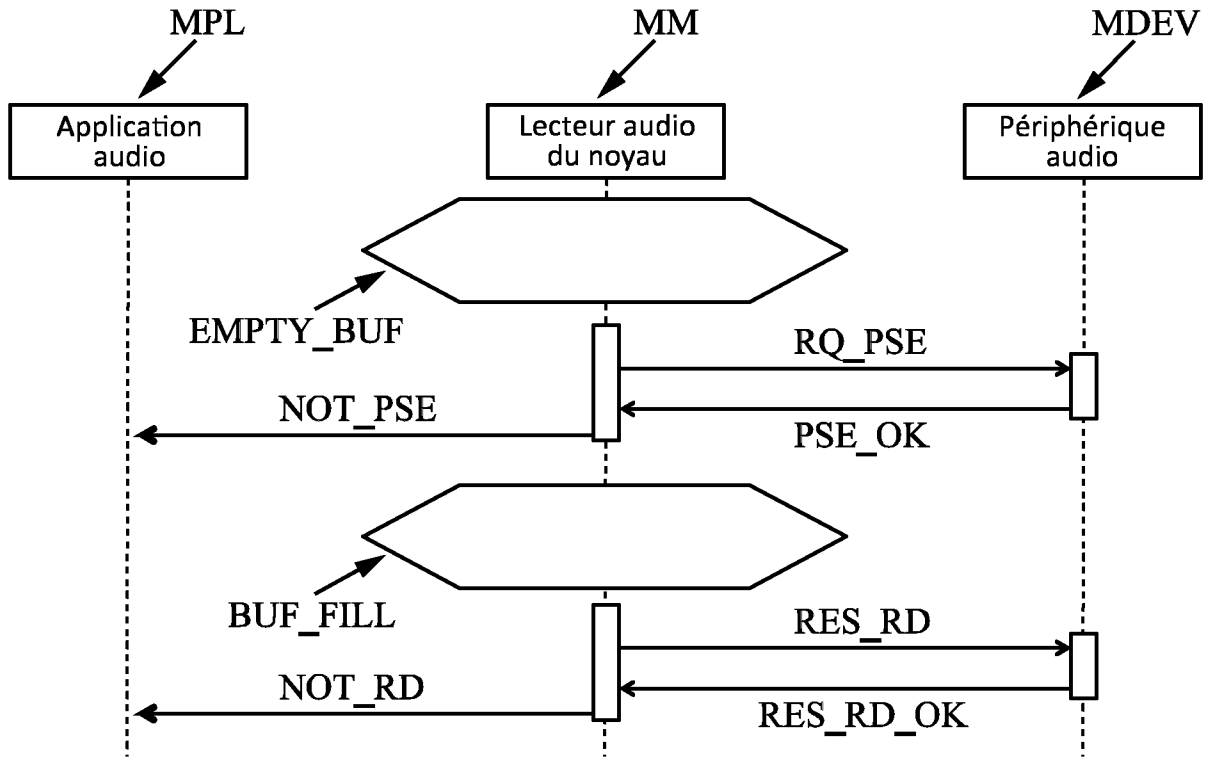 MPL
MM
MDEV
Application
audio
Lecteur audio
du noyau
Périphérique
audio
EMPTY_BUF
RQ_PSE
NOT_PSE
PSE_OK
BUF_FILL
RES_RD
NOT_RD
RES_RD_OK